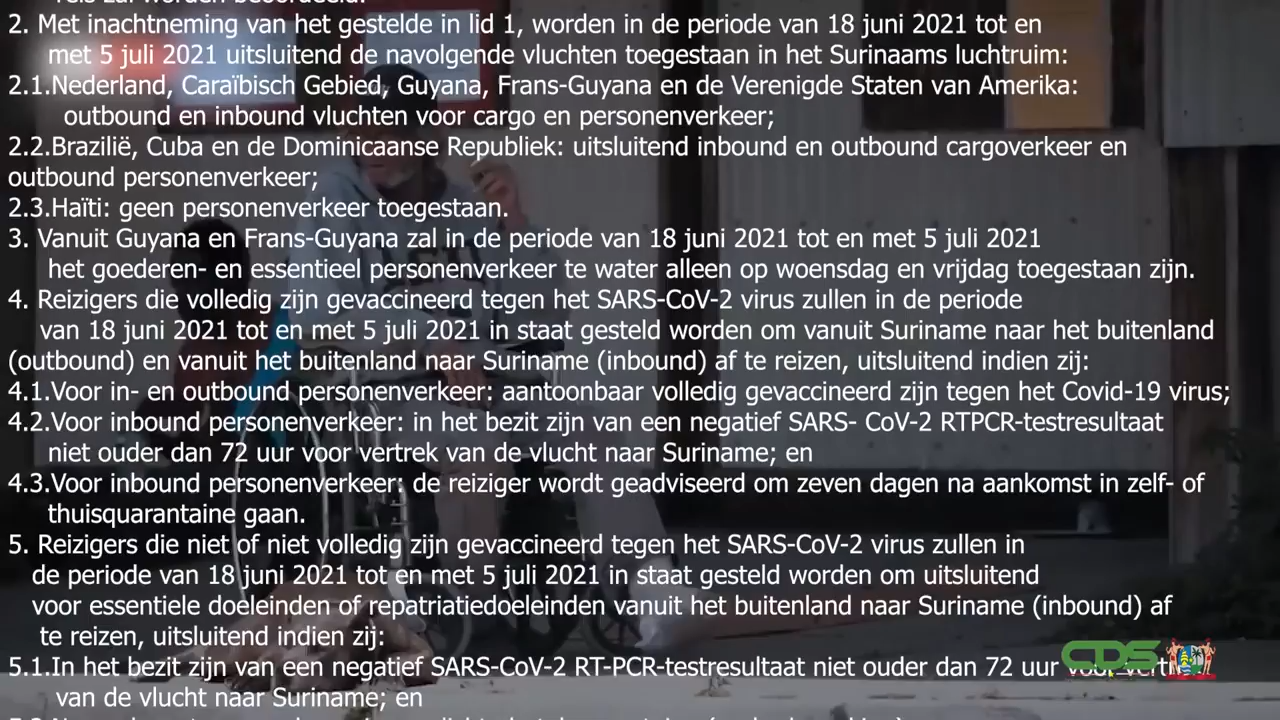 2. Met inachtneming van het gestelde in lid 1, worden in de periode van 18 juni 2021 tot en
met 5 juli 2021 uitsluitend de navolgende vluchten toegestaan in het Surinaams luchtruim:
2.1.Nederland, Caraïbisch Gebied, Guyana, Frans-Guyana en de Verenigde Staten van Amerika:
outbound en inbound vluchten voor cargo en personenverkeer;
2.2.Brazilië, Cuba en de Dominicaanse Republiek: uitsluitend inbound en outbound cargoverkeer en
outbound personenverkeer;
2.3.Haïti: geen personenverkeer toegestaan.
3. Vanuit Guyana en Frans-Guyana zal in de periode van 18 juni 2021 tot en met 5 juli 2021
het goederen- en essentieel personenverkeer te water alleen op woensdag en vrijdag toegestaan zijn.
4. Reizigers die volledig zijn gevaccineerd tegen het SARS-CoV-2 virus zullen in de periode
van 18 juni 2021 tot en met 5 juli 2021 in staat gesteld worden om vanuit Suriname naar het buitenland
(outbound) en vanuit het buitenland naar Suriname (inbound) af te reizen, uitsluitend indien zij:
4.1.Voor in- en outbound personenverkeer: aantoonbaar volledig gevaccineerd zijn tegen het Covid-19 virus;
4.2.Voor inbound personenverkeer: in het bezit zijn van een negatief SARS- CoV-2 RTPCR-testresultaat
niet ouder dan 72 uur voor vertrek van de vlucht naar Suriname; en
4.3.Voor inbound personenverkeer: de reiziger wordt geadviseerd om zeven dagen na aankomst in zelf- of
thuisquarantaine gaan.
5. Reizigers die niet of niet volledig zijn gevaccineerd tegen het SARS-CoV-2 virus zullen in
de periode van 18 juni 2021 tot en met 5 juli 2021 in staat gesteld worden om uitsluitend
voor essentiele doeleinden of repatriatiedoeleinden vanuit het buitenland naar Suriname (inbound) af
te reizen, uitsluitend indien zij:
5.1.In het bezit zijn van een negatief SARS-CoV-2 RT-PCR-testresultaat niet ouder dan 72 uur
CDS
van de vlucht naar Suriname; en